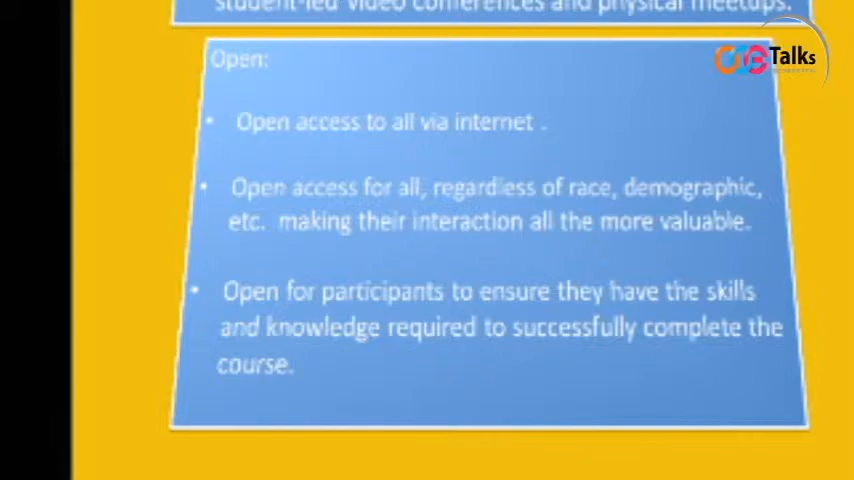 student-led video conferences and physical meetups.
Talks
Open:
• Open access to all via internet .
• Open access for all, regardless of race, demographic,
etc. making their interaction all the more valuable.
• Open for participants to ensure they have the skills
and knowledge required to successfully complete the
course.